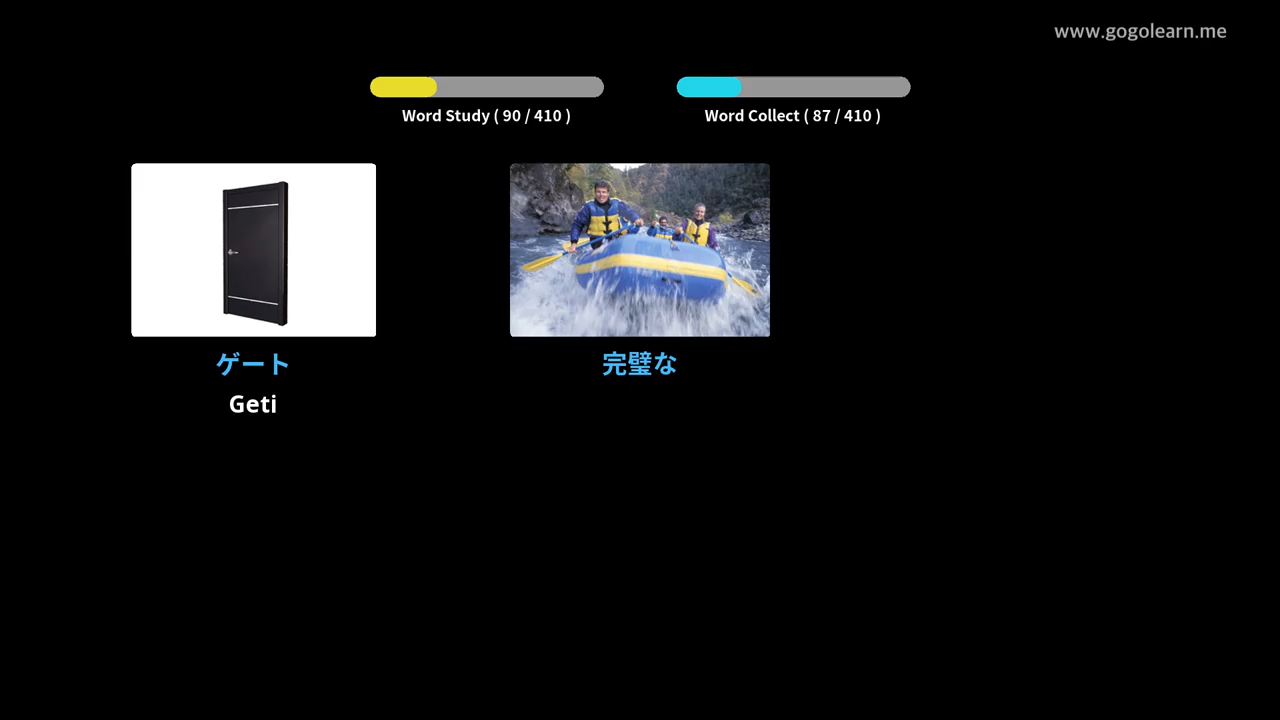 www.gogolearn.me
Word Study ( 90 / 410 )
Word Collect ( 87 / 410 )
ゲート
完璧な
Geti